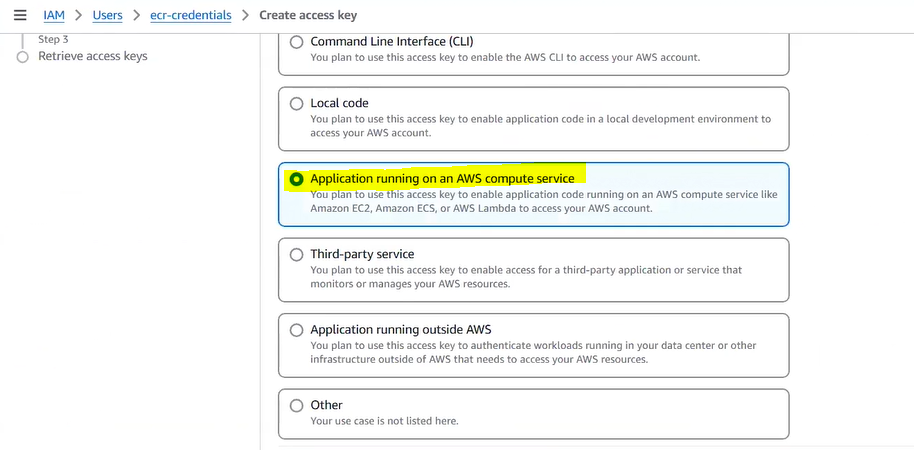 IAM > Users > ecr-credentials > Create access key
Step 3
Retrieve access keys
Command Line Interface (CLI)
You plan to use this access key to enable the AWS CLI to access your AWS account.
Local code
You plan to use this access key to enable application code in a local development environment to
access your AWS account.
Application running on an AWS compute service
You plan to use this access key to enable application code running on an AWS compute service like
Amazon EC2, Amazon ECS, or AWS Lambda to access your AWS account.
Third-party service
You plan to use this access key to enable access for a third-party application or service that
monitors or manages your AWS resources.
Application running outside AWS
You plan to use this access key to authenticate workloads running in your data center or other
infrastructure outside of AWS that needs to access your AWS resources.
Other
Your use case is not listed here.